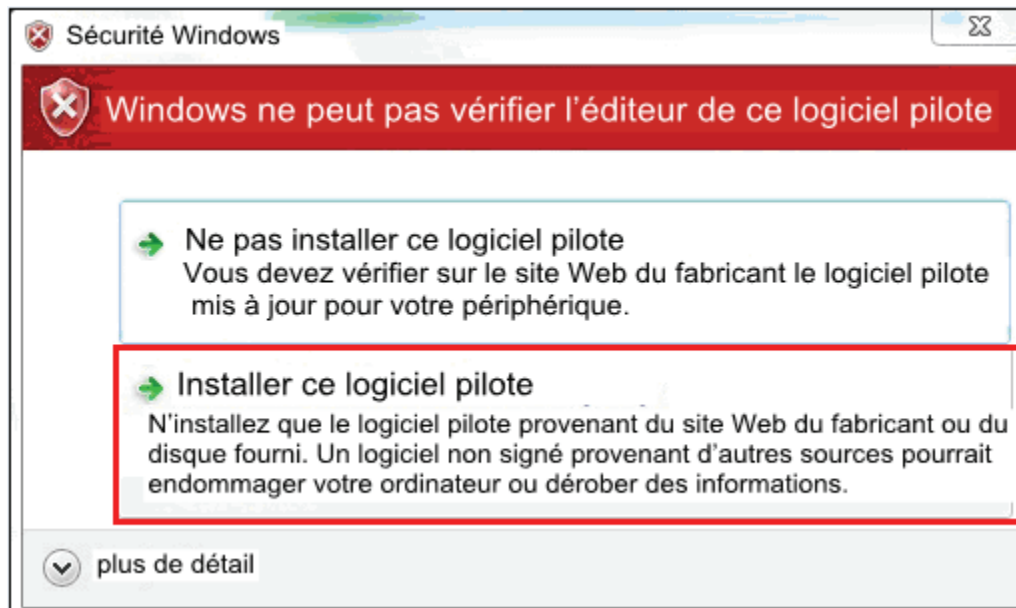 Sécurité Windows
Windows ne peut pas vérifier l'éditeur de ce logiciel pilote
Ne pas installer ce logiciel pilote
Vous devez vérifier sur le site Web du fabricant le logiciel pilote
mis à jour pour votre périphérique.
Installer ce logiciel pilote
N'installez que le logiciel pilote provenant du site Web du fabricant ou du
disque fourni. Un logiciel non signé provenant d'autres sources pourrait
endommager votre ordinateur ou dérober des informations.
plus de détail